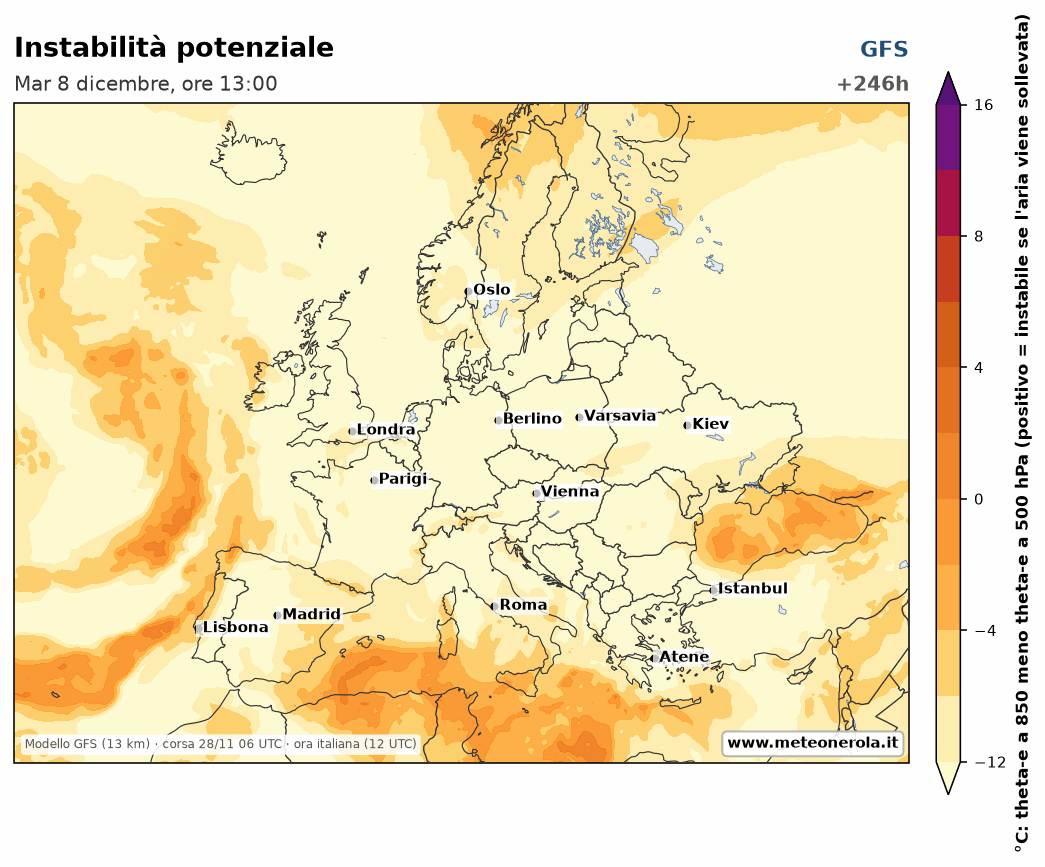 Instabilità potenziale
GFS
Mar 8 dicembre, ore 13:00
+246h
Oslo
Berlino
Varsavia
Kiev
Londra
Parigi
Vienna
Istanbul
Roma
Madrid
Lisbona
Atene
Modello GFS (13 km) · corsa 28/11 06 UTC · ora italiana (12 UTC)
www.meteonerola.it
16
8
4
0
−4
−12
°C: theta-e a 850 meno theta-e a 500 hPa (positivo = instabile se l'aria viene sollevata)